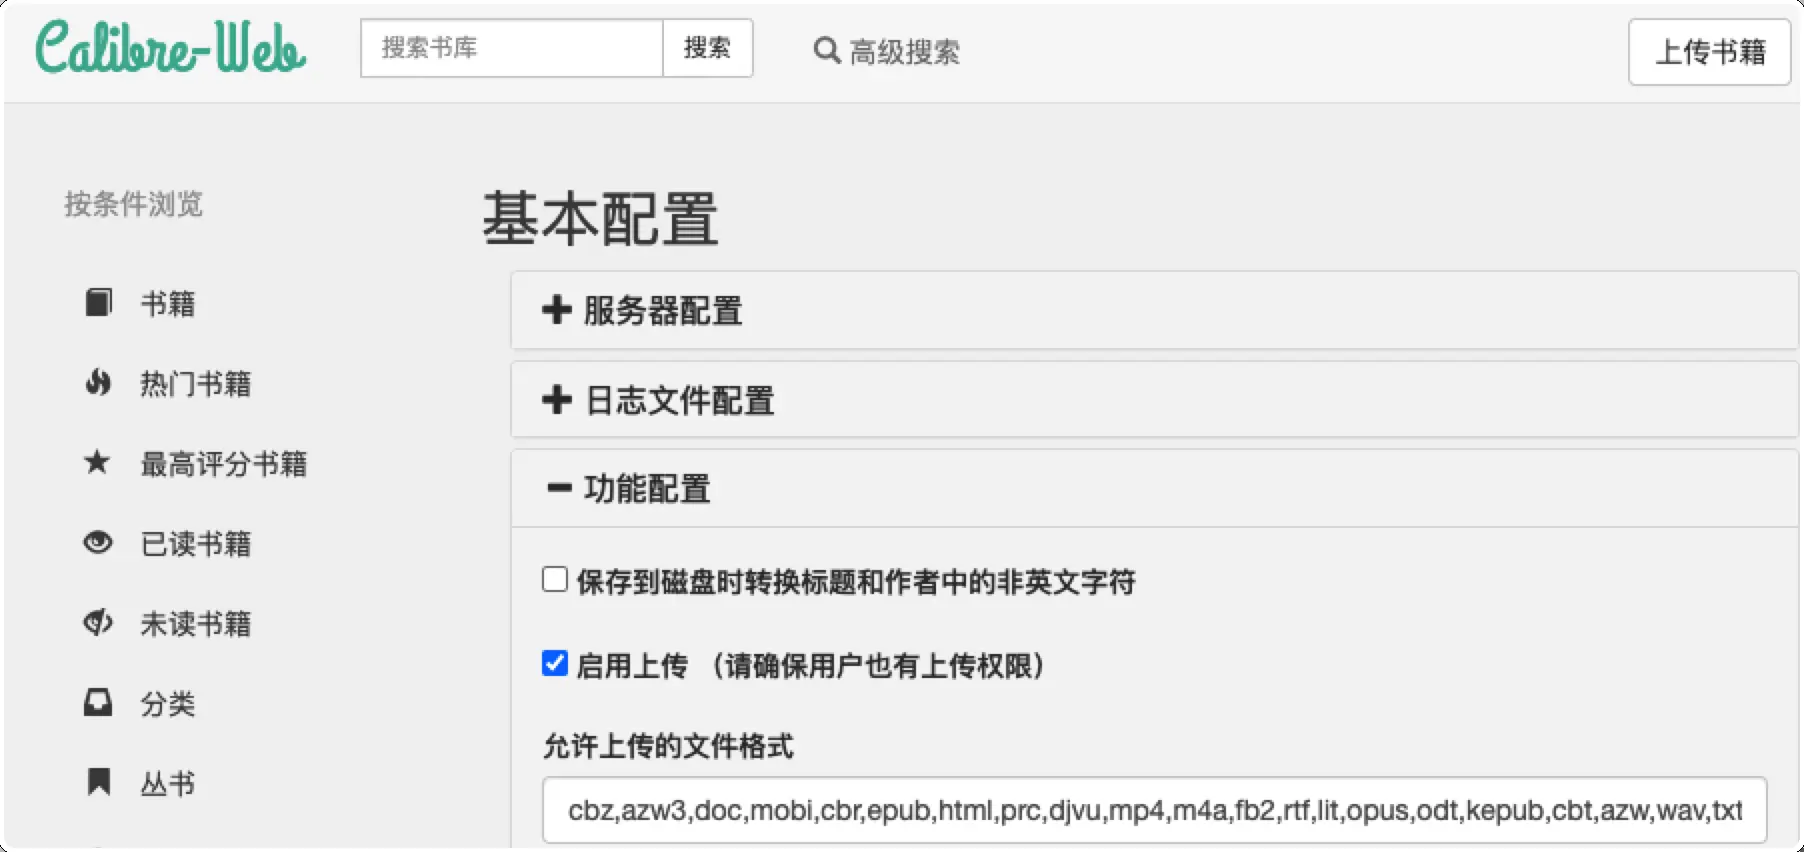 Calibre-Web
搜索书库
搜索
高级搜索
上传书籍
按条件浏览
书籍
热门书籍
最高评分书籍
已读书籍
未读书籍
分类
丛书
基本配置
服务器配置
日志文件配置
功能配置
保存到磁盘时转换标题和作者中的非英文字符
启用上传 （请确保用户也有上传权限）
允许上传的文件格式
cbz,azw3,doc,mobi,cbr,epub,html,prc,djvu,mp4,m4a,fb2,rtf,lit,opus,odt,kepub,cbt,azw,wav,txt